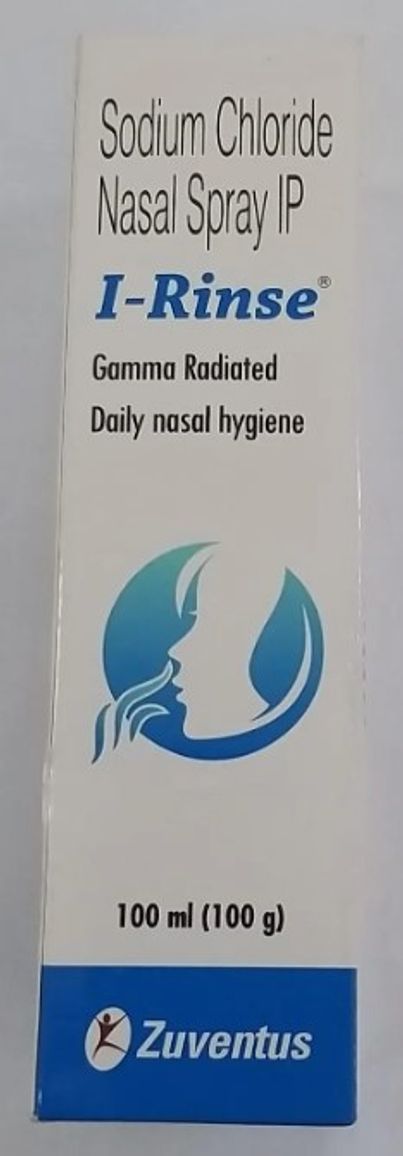 Sodium Chloride
Nasal Spray IP
I-Rinse®
Gamma Radiated
Daily nasal hygiene
100 ml (100 g)
Zuventus